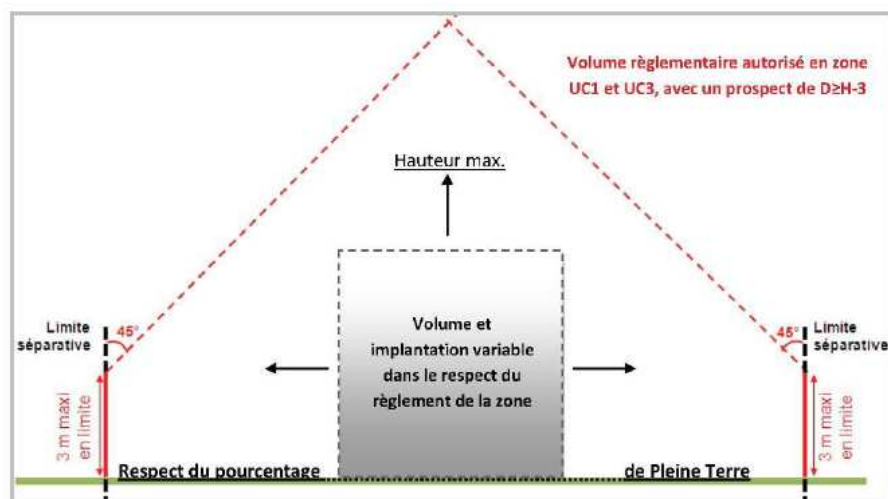 Volume règlementaire autorisé en zone
UC1 et UC3, avec un prospect de D≥H-3
Hauteur max.
Limite
séparative
45°
45°
Limite
séparative
Volume et
implantation variable
dans le respect du
règlement de la zone
3 m maxi
en limite
3 m maxi
en limite
Respect du pourcentage
de Pleine Terre